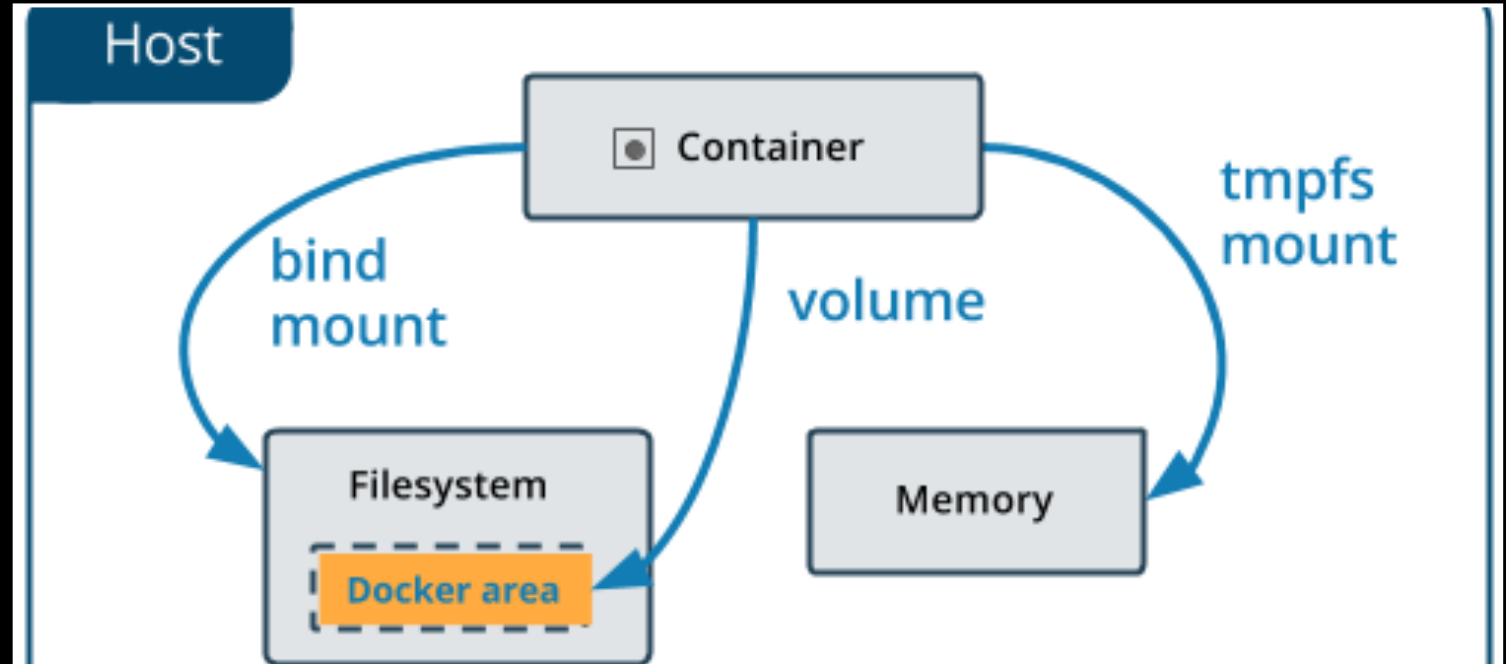 Host
Container
tmpfs
mount
bind
mount
volume
Filesystem
Memory
Docker area